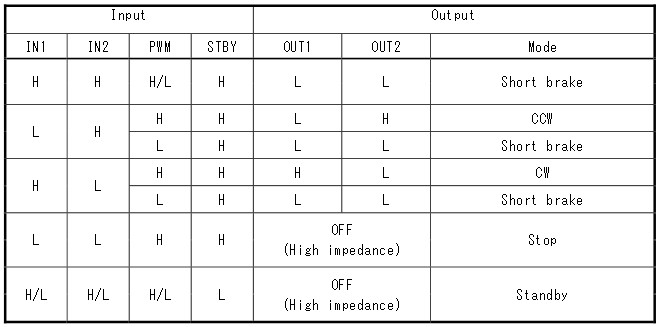 Input Output
IN1 IN2 PWM STBY OUT1 OUT2 Mode
H H H/L H L L Short brake
L H H H L H CCW
L H L L Short brake
H L H H H L CW
L H L L Short brake
L L H H OFF (High impedance) Stop
H/L H/L H/L L OFF (High impedance) Standby